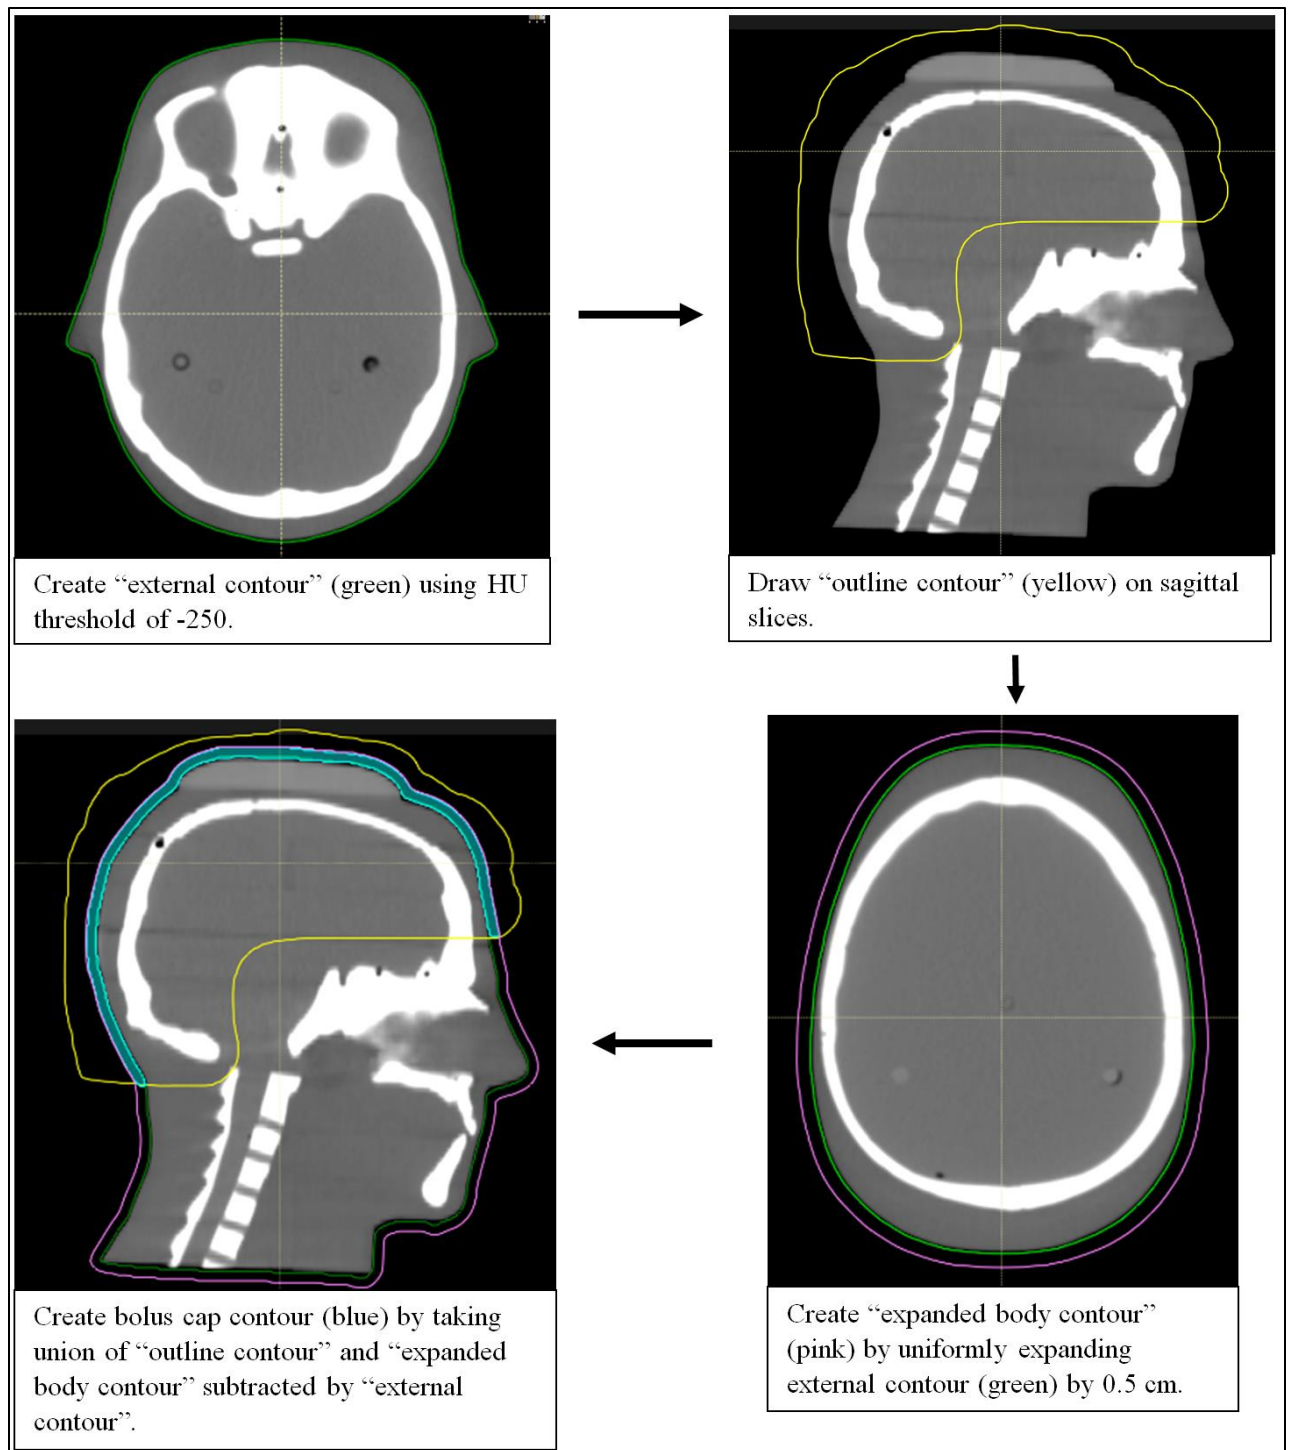 Create “external contour” (green) using HU
threshold of -250.
Draw “outline contour” (yellow) on sagittal
slices.
Create “expanded body contour”
(pink) by uniformly expanding
external contour (green) by 0.5 cm.
Create bolus cap contour (blue) by taking
union of “outline contour” and “expanded
body contour” subtracted by “external
contour”.